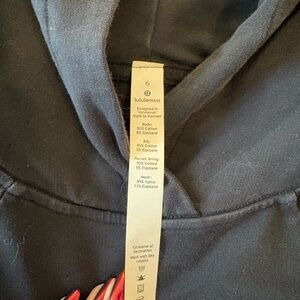 6
lululemon
Designed in
Vancouver
Made in Vietnam
Body:
95% Cotton
5% Elastane
Rib:
95% Cotton
5% Elastane
Pocket lining:
95% Cotton
5% Elastane
Mesh:
89% Nylon
11% Elastane
Exclusive of
decoration
Wash with like
colours